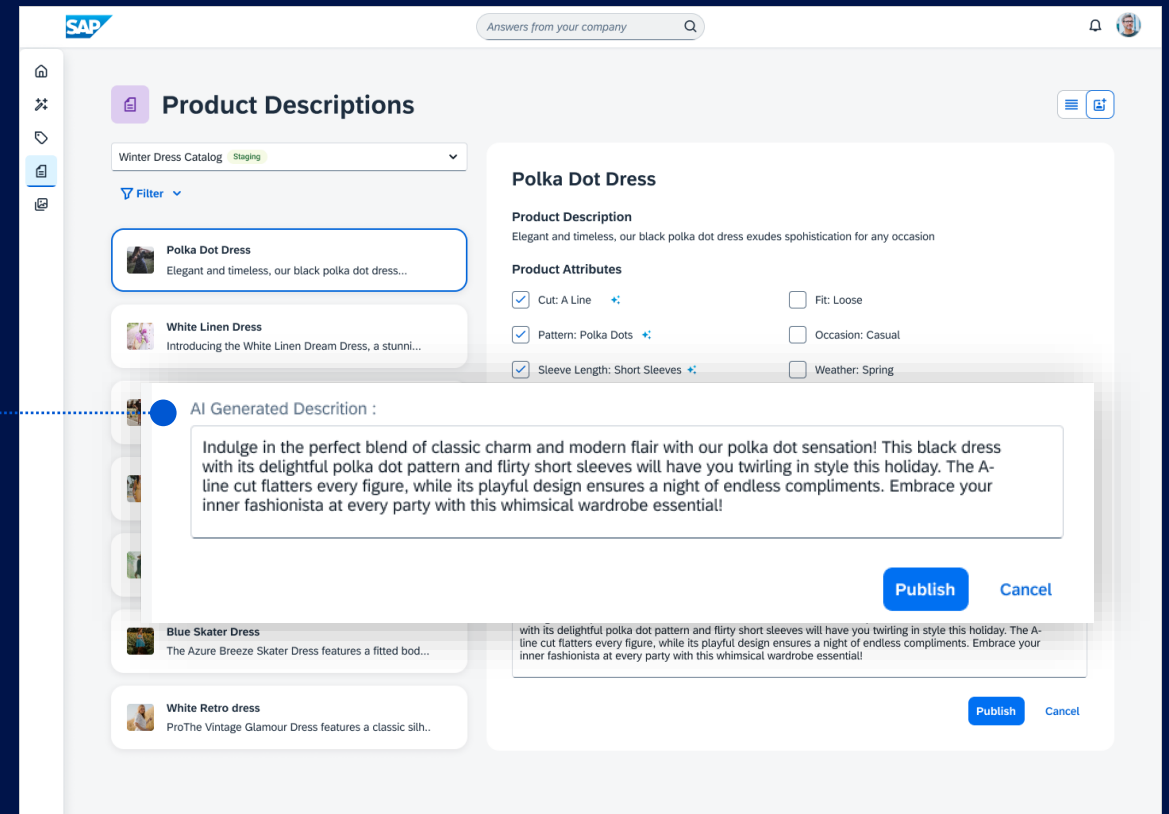 SAP
Answers from your company
Product Descriptions
Winter Dress Catalog Staging
Filter
Polka Dot Dress
Elegant and timeless, our black polka dot dress...
White Linen Dress
Introducing the White Linen Dream Dress, a stunni...
Blue Skater Dress
The Azure Breeze Skater Dress features a fitted bod...
White Retro dress
ProThe Vintage Glamour Dress features a classic silh..
Polka Dot Dress
Product Description
Elegant and timeless, our black polka dot dress exudes spohistication for any occasion
Product Attributes
Cut: A Line
Fit: Loose
Pattern: Polka Dots
Occasion: Casual
Sleeve Length: Short Sleeves
Weather: Spring
AI Generated Descrition :
Indulge in the perfect blend of classic charm and modern flair with our polka dot sensation! This black dress
with its delightful polka dot pattern and flirty short sleeves will have you twirling in style this holiday. The A-
line cut flatters every figure, while its playful design ensures a night of endless compliments. Embrace your
inner fashionista at every party with this whimsical wardrobe essential!
Publish Cancel
with its delightful polka dot pattern and flirty short sleeves will have you twirling in style this holiday. The A-
line cut flatters every figure, while its playful design ensures a night of endless compliments. Embrace your
inner fashionista at every party with this whimsical wardrobe essential!
Publish Cancel